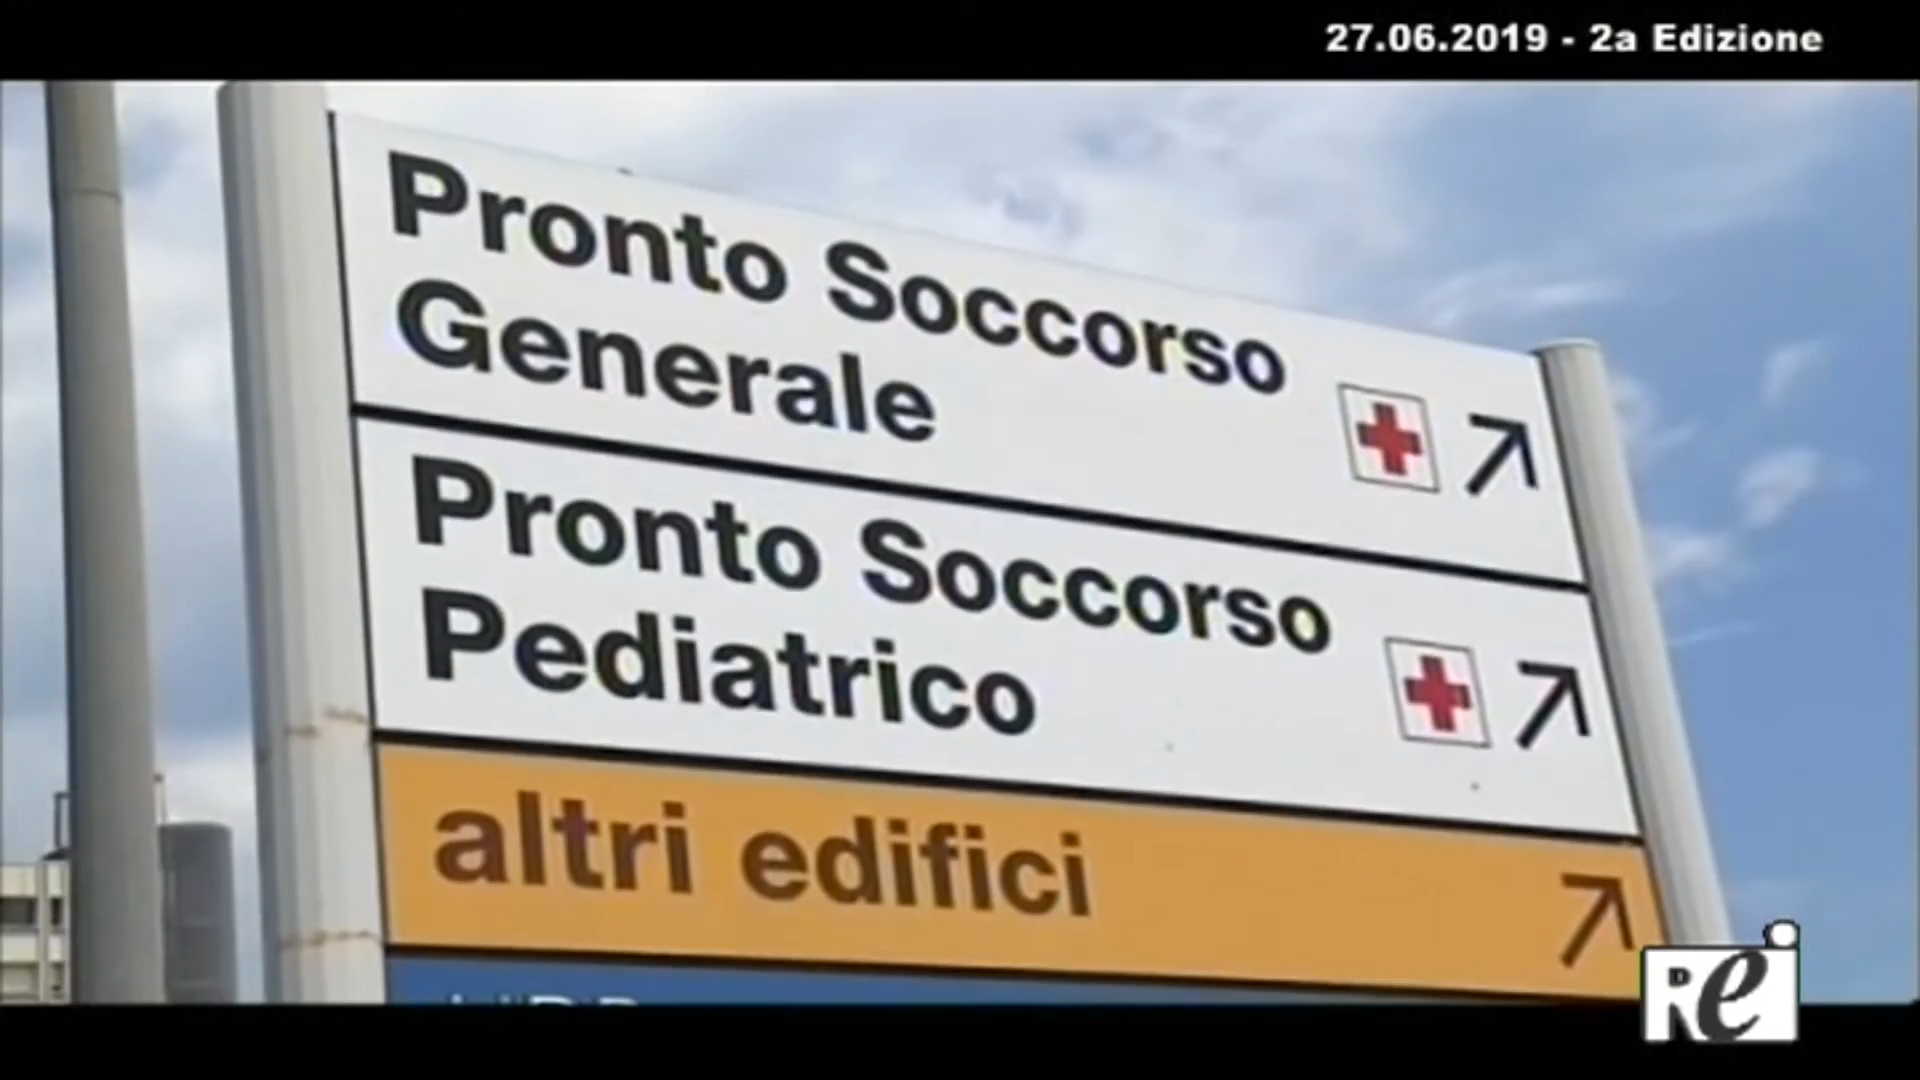 27.06.2019 - 2a Edizione
Pronto Soccorso
Generale
Pronto Soccorso
Pediatrico
altri edifici
Rei